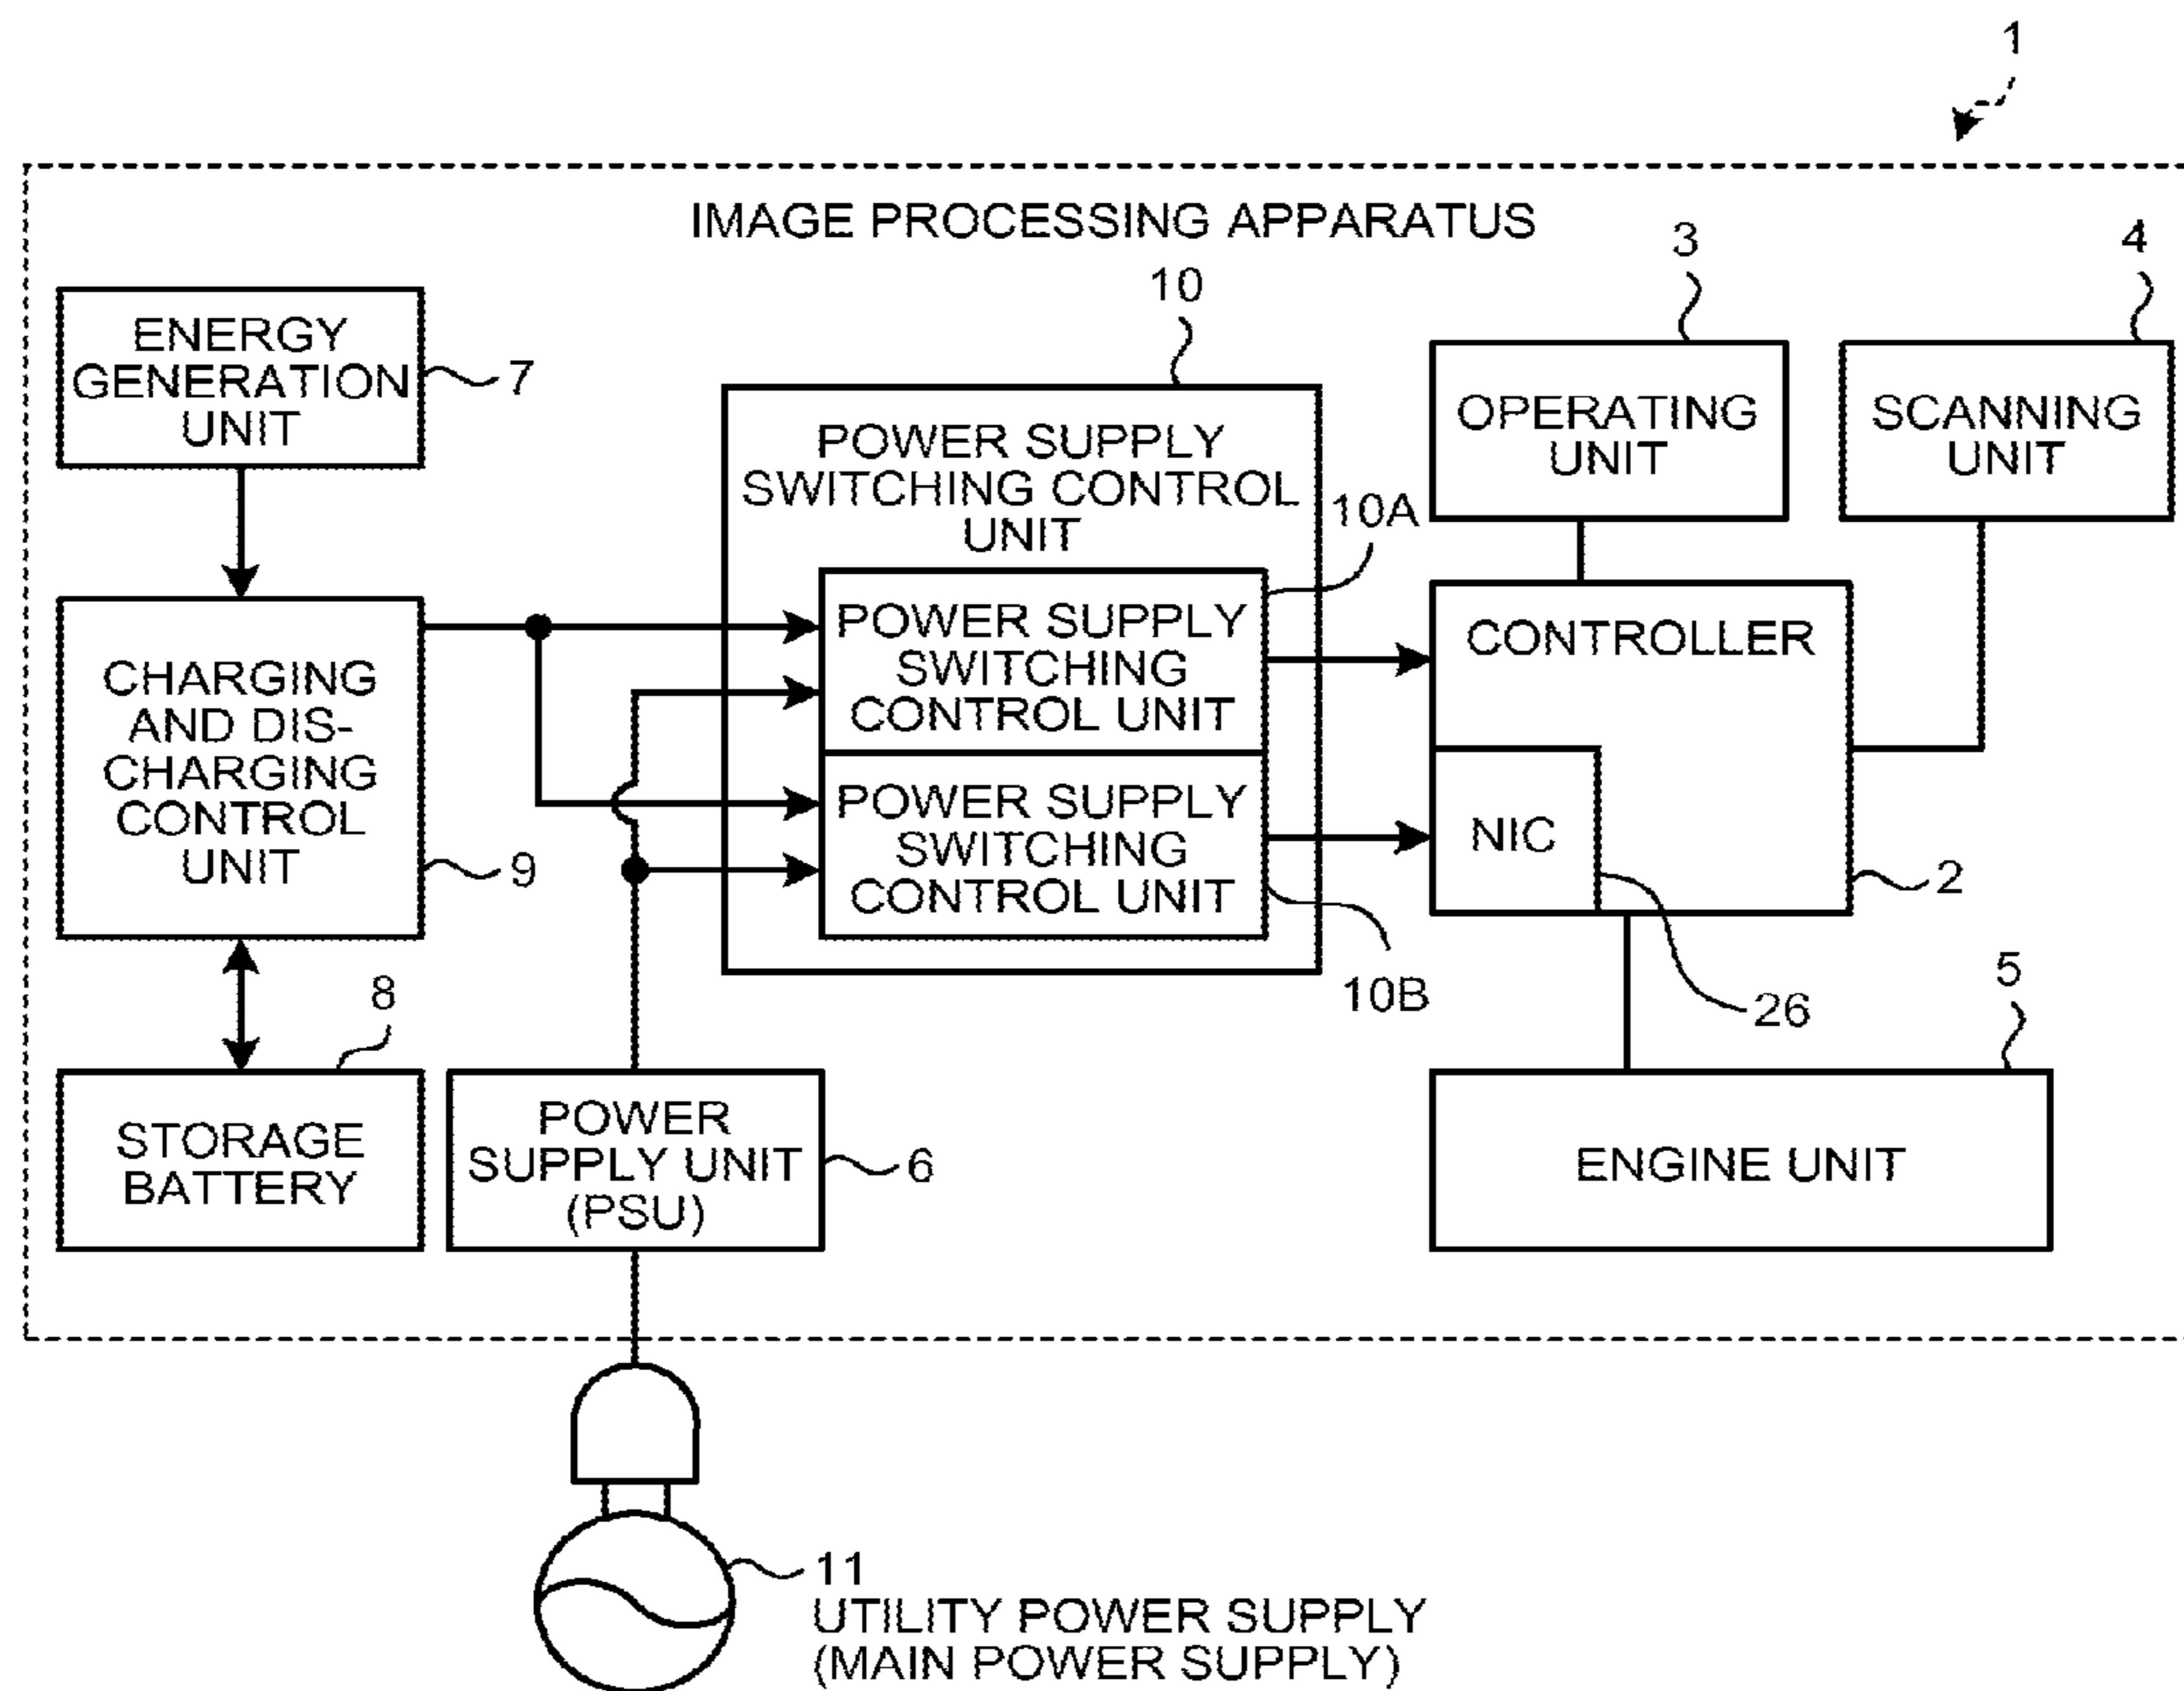 1
IMAGE PROCESSING APPARATUS
ENERGY
GENERATION
UNIT
7
10
3
4
OPERATING
UNIT
SCANNING
UNIT
POWER SUPPLY
SWITCHING CONTROL
UNIT
10A
POWER SUPPLY
SWITCHING
CONTROL UNIT
CONTROLLER
CHARGING
AND DIS-
CHARGING
CONTROL
UNIT
9
POWER SUPPLY
SWITCHING
CONTROL UNIT
NIC
2
10B
26
8
5
STORAGE
BATTERY
POWER
SUPPLY UNIT
(PSU)
6
ENGINE UNIT
11
UTILITY POWER SUPPLY
(MAIN POWER SUPPLY)